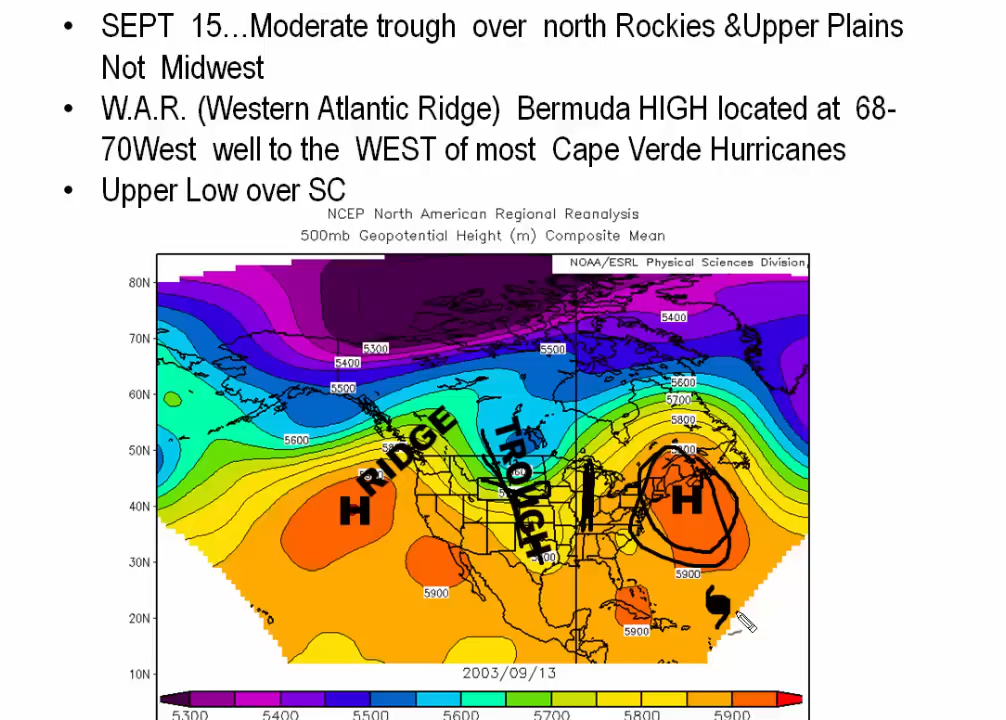 • SEPT 15...Moderate trough over north Rockies &Upper Plains
Not Midwest
• W.A.R. (Western Atlantic Ridge) Bermuda HIGH located at 68-
70West well to the WEST of most Cape Verde Hurricanes
• Upper Low over SC
NCEP North American Regional Reanalysis
500mb Geopotential Height (m) Composite Mean
NOAA/ESRL Physical Sciences Division
80N
5400
70N
5300
5500
5400
5500
5600
60N
5700
5800
5600
50N
RIDGE
TROUGH
H
H
40N
30N
5900
5900
20N
5900
10N
2003/09/13
5300 5400 5500 5600 5700 5800 5900